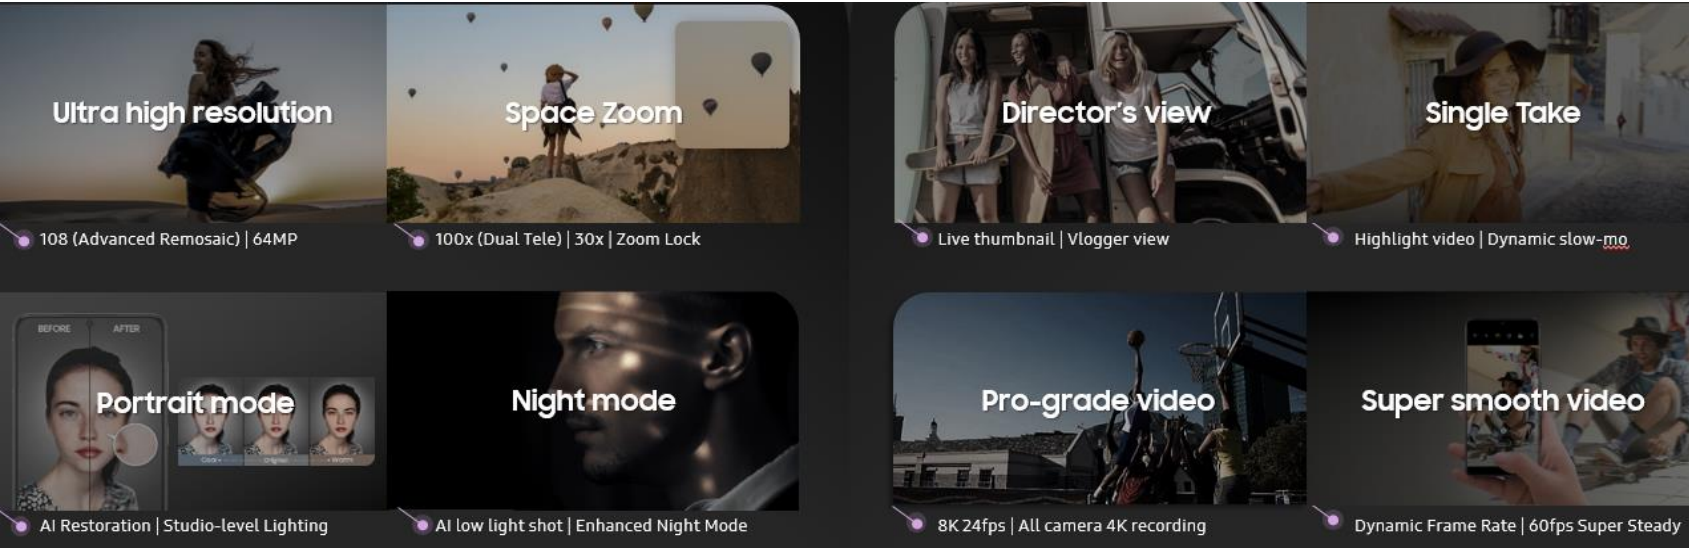 Ultra high resolution
108 (Advanced Remosaic) | 64MP
Space Zoom
100x (Dual Tele) | 30x | Zoom Lock
Director's view
Live thumbnail | Vlogger view
Single Take
Highlight video | Dynamic slow-mo
BEFORE AFTER
Portrait mode
AI Restoration | Studio-level Lighting
Night mode
AI low light shot | Enhanced Night Mode
Pro-grade video
8K 24fps | All camera 4K recording
Super smooth video
Dynamic Frame Rate | 60fps Super Steady